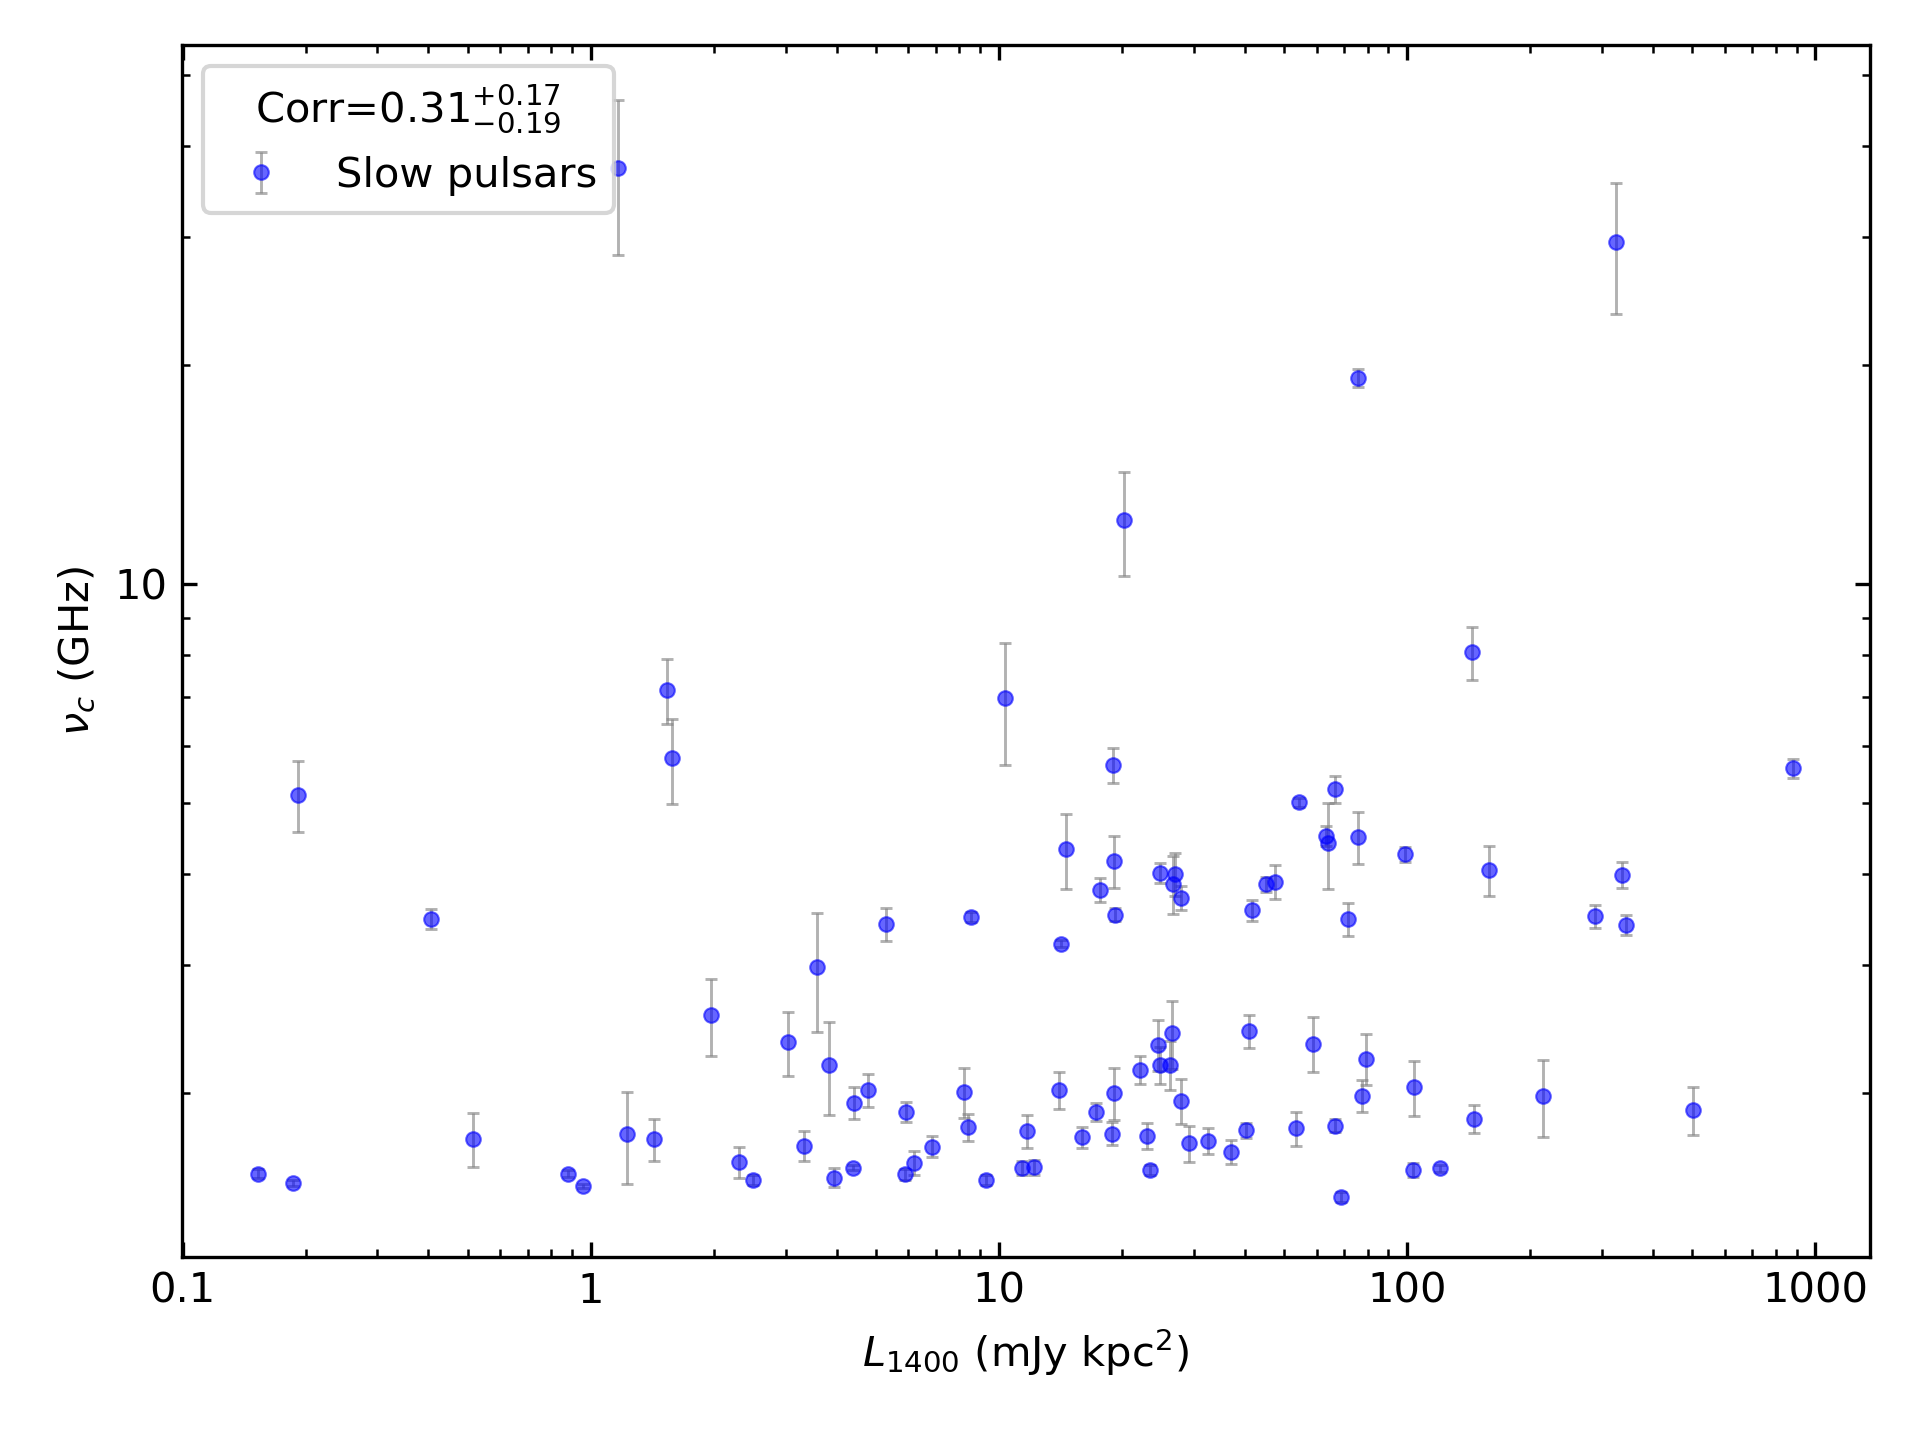 Corr=0.31+0.17−0.19
Slow pulsars
10
νc (GHz)
0.1 1 10 100 1000
L1400 (mJy kpc2)